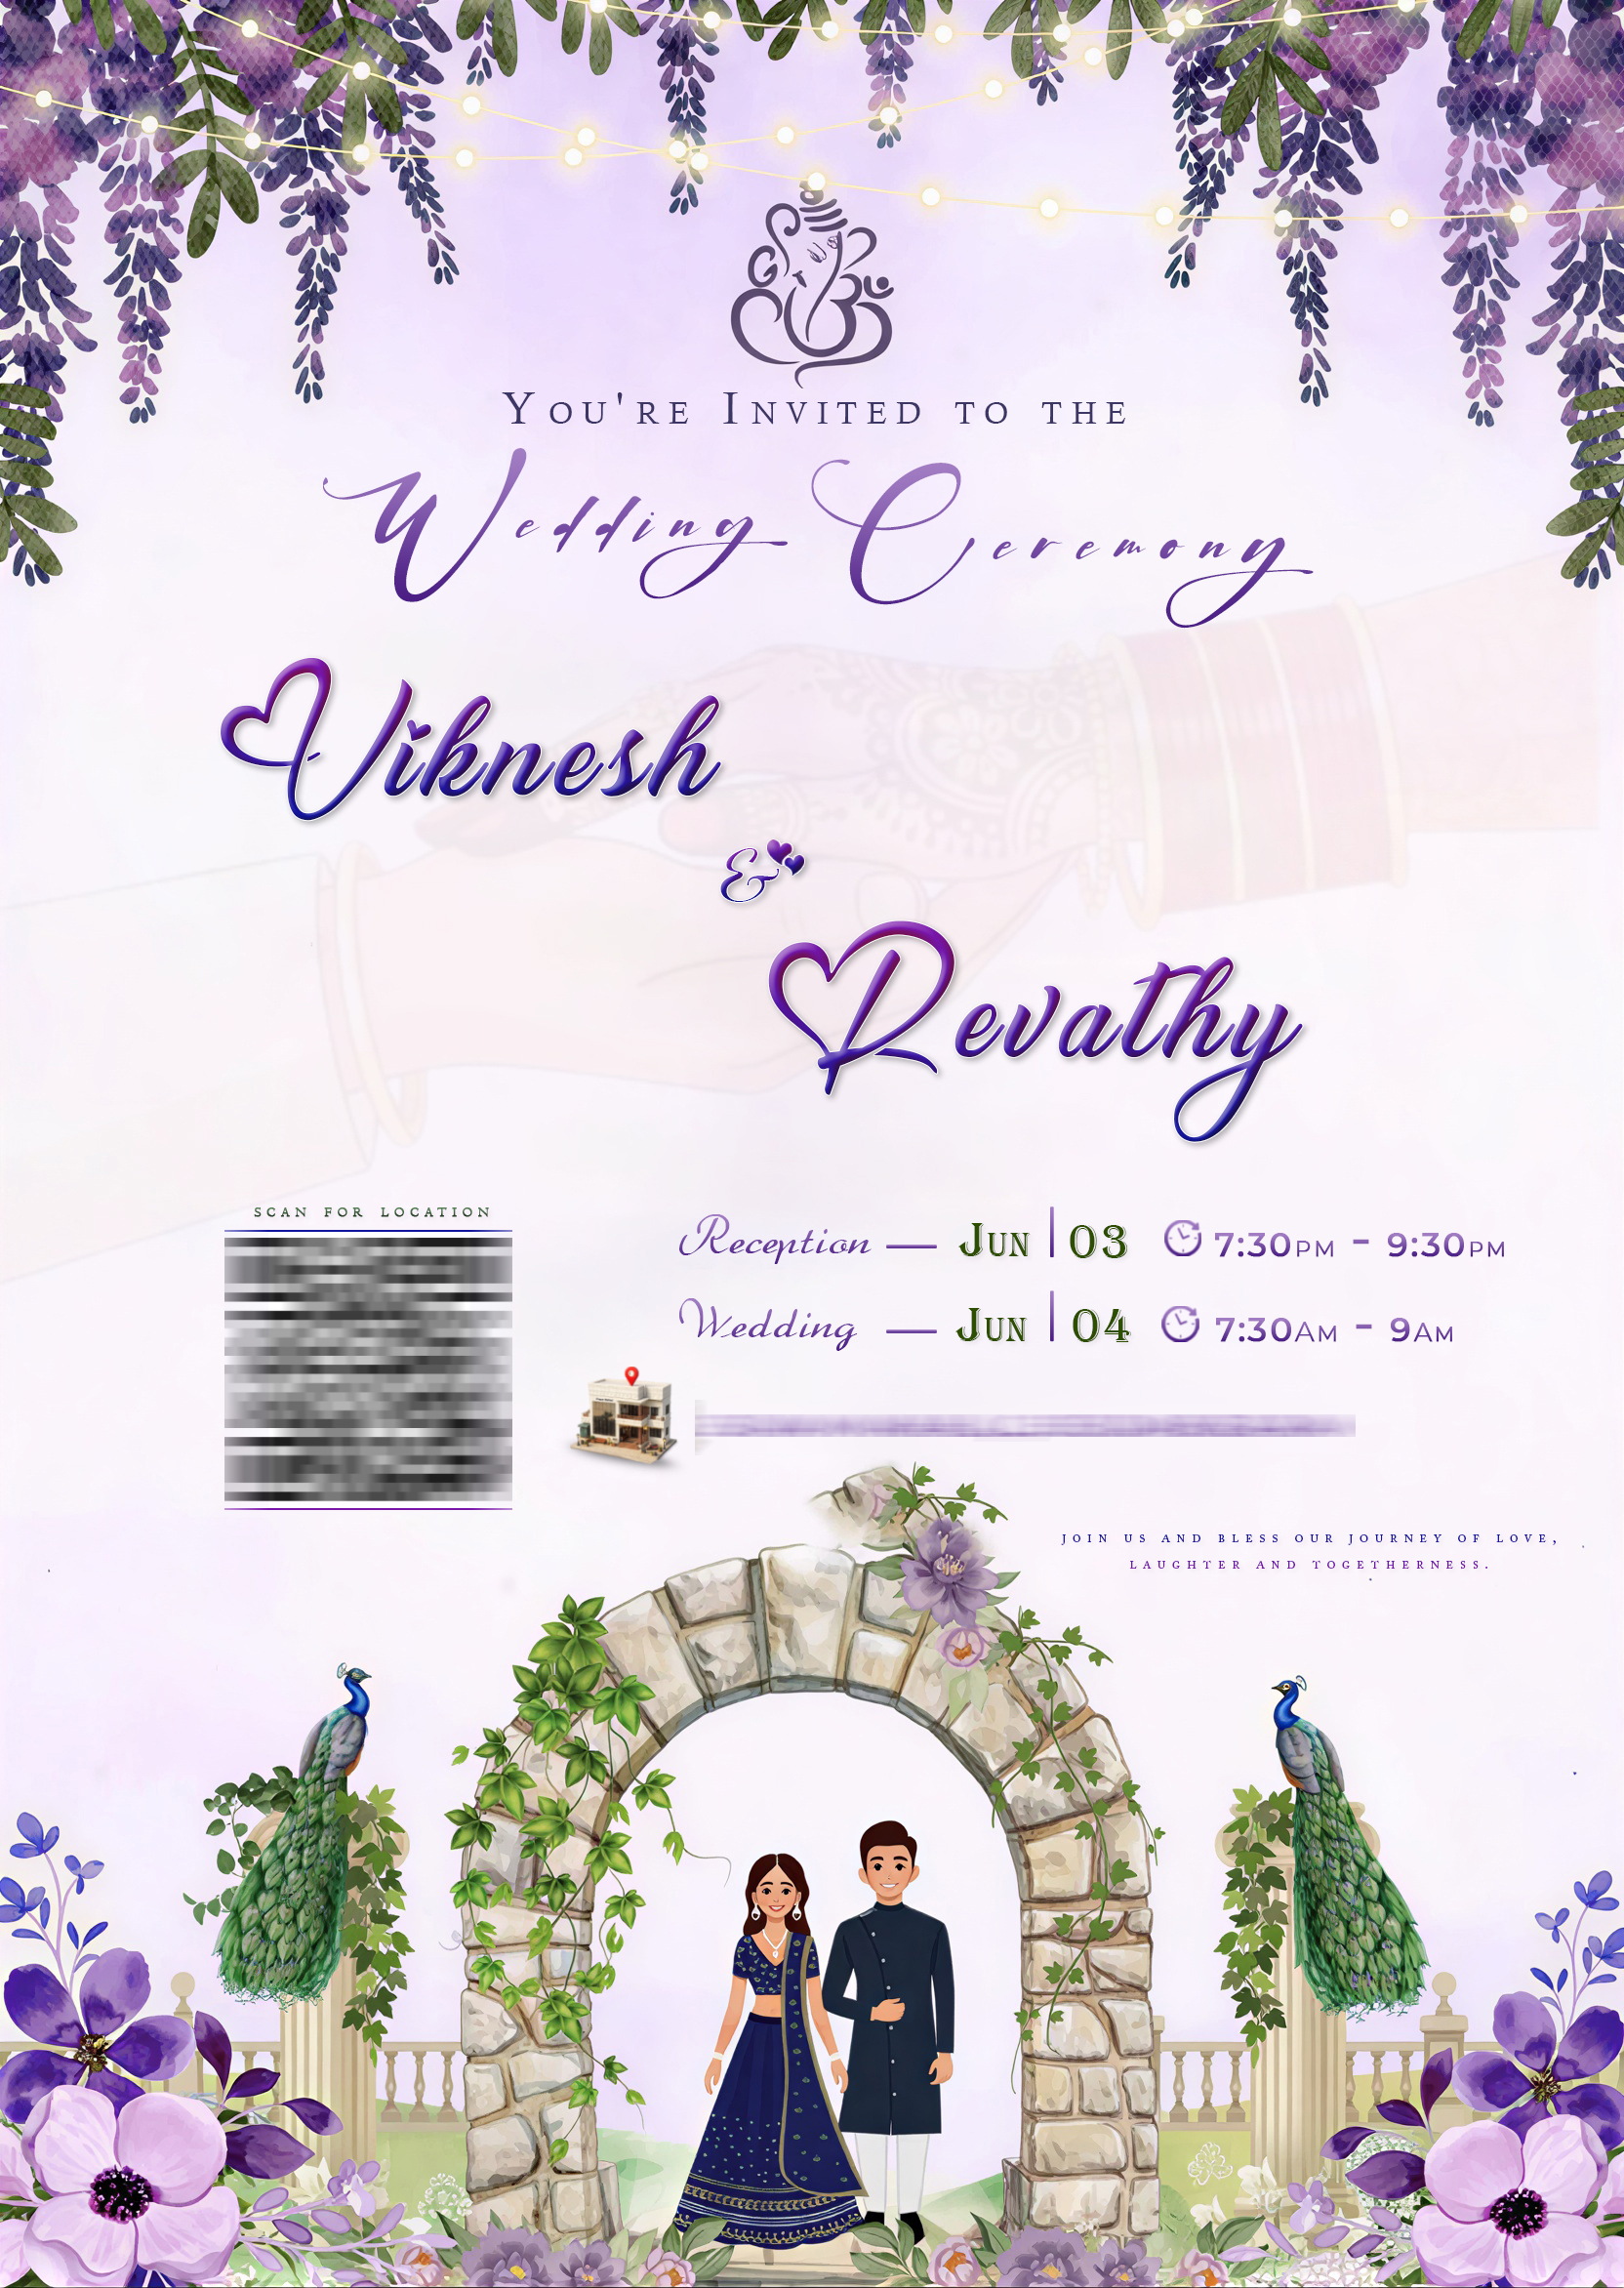 You're Invited to the
Wedding Ceremony
Viknesh
&
Revathy
SCAN FOR LOCATION
Reception — Jun | 03 7:30PM - 9:30PM
Wedding — Jun | 04 7:30AM - 9AM
JOIN US AND BLESS OUR JOURNEY OF LOVE,
LAUGHTER AND TOGETHERNESS.